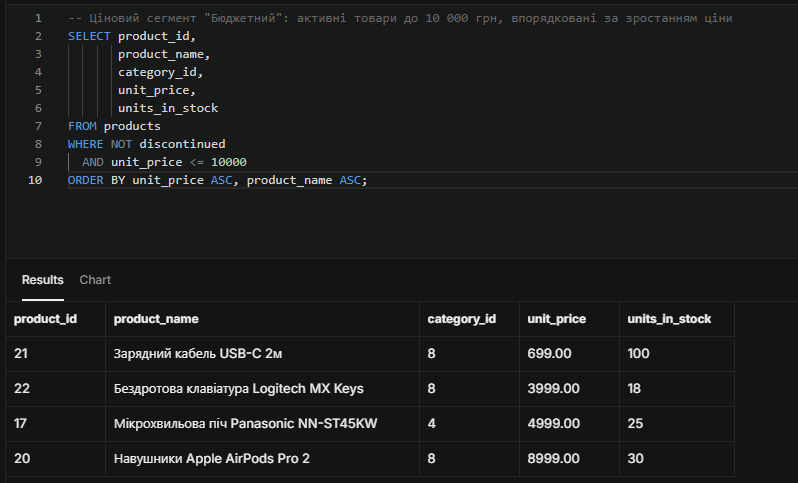 1 -- Ціновий сегмент "Бюджетний": активні товари до 10 000 грн, впорядковані за зростанням ціни
2 SELECT product_id,
3 product_name,
4 category_id,
5 unit_price,
6 units_in_stock
7 FROM products
8 WHERE NOT discontinued
9 AND unit_price <= 10000
10 ORDER BY unit_price ASC, product_name ASC;
Results Chart
product_id product_name category_id unit_price units_in_stock
21 Зарядний кабель USB-C 2м 8 699.00 100
22 Бездротова клавіатура Logitech MX Keys 8 3999.00 18
17 Мікрохвильова піч Panasonic NN-ST45KW 4 4999.00 25
20 Навушники Apple AirPods Pro 2 8 8999.00 30